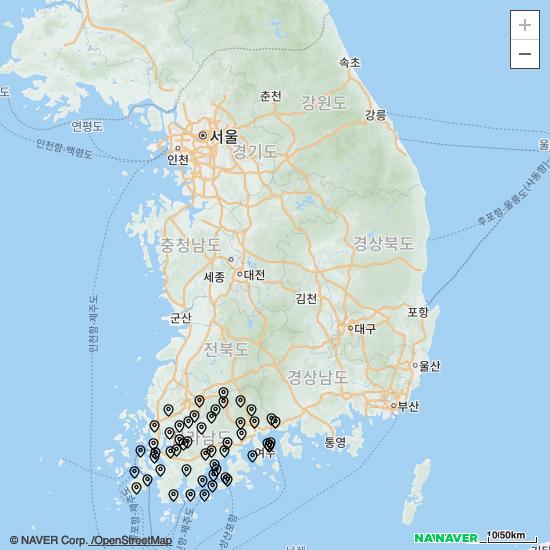 +
속초
도
춘천
강원도
연평도
강릉
서울
인천
경기도
인천항-백령도
울
후포항-울릉도(사동항)
충청남도
경상북도
세종
대전
김천
인천항-제주도
군산
포항
대구
전북도
울산
경상남도
부산
통영
여수
© NAVER Corp. /OpenStreetMap
NAVER
10/50km